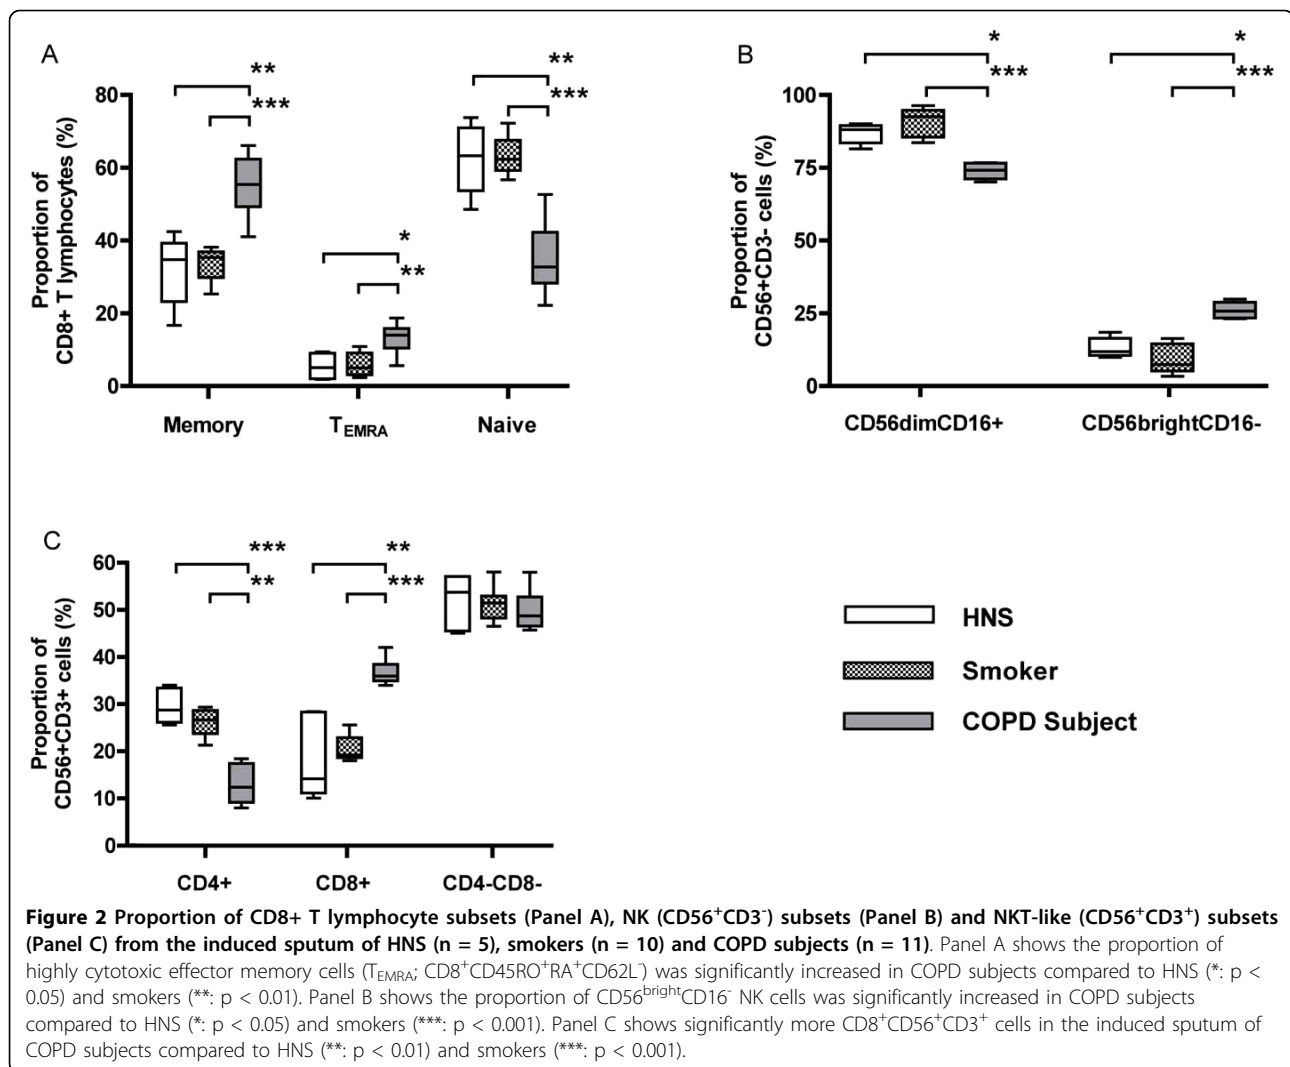 A
** 
***
**
***
*
**
80
60
40
20
0
Proportion of
CD8+ T lymphocytes (%)
Memory
TEMRA
Naive
B
*
***
*
***
100
75
50
25
0
Proportion of
CD56+CD3- cells (%)
CD56dimCD16+
CD56brightCD16-
C
***
**
**
***
60
50
40
30
20
10
0
Proportion of
CD56+CD3+ cells (%)
CD4+
CD8+
CD4-CD8-
HNS
Smoker
COPD Subject
Figure 2 Proportion of CD8+ T lymphocyte subsets (Panel A), NK (CD56⁺CD3⁻) subsets (Panel B) and NKT-like (CD56⁺CD3⁺) subsets
(Panel C) from the induced sputum of HNS (n = 5), smokers (n = 10) and COPD subjects (n = 11). Panel A shows the proportion of
highly cytotoxic effector memory cells (TEMRA; CD8⁺CD45RO⁺RA⁺CD62L⁻) was significantly increased in COPD subjects compared to HNS (*: p <
0.05) and smokers (**: p < 0.01). Panel B shows the proportion of CD56ᵇʳⁱᵍʰᵗCD16⁻ NK cells was significantly increased in COPD subjects
compared to HNS (*: p < 0.05) and smokers (***: p < 0.001). Panel C shows significantly more CD8⁺CD56⁺CD3⁺ cells in the induced sputum of
COPD subjects compared to HNS (**: p < 0.01) and smokers (***: p < 0.001).